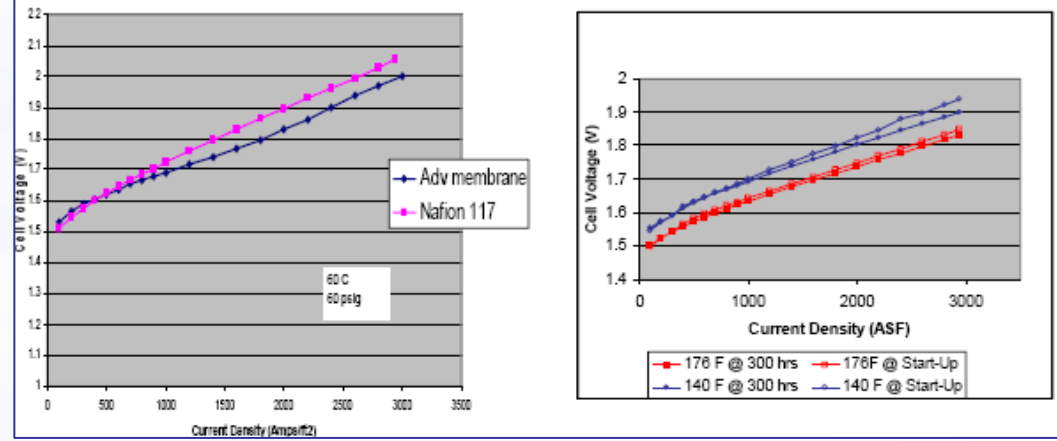 2.2
2.1
2
1.9
1.8
1.7
1.6
1.5
1.4
1.3
1.2
1.1
1
Cell Voltage (V)
0 500 1000 1500 2000 2500 3000 3500
Current Density (Amps/ft2)
60 C
60 psig
Adv membrane
Nafion 117
2
1.9
1.8
1.7
1.6
1.5
1.4
Cell Voltage (V)
0 1000 2000 3000
Current Density (ASF)
176 F @ 300 hrs 176F @ Start-Up
140 F @ 300 hrs 140 F @ Start-Up